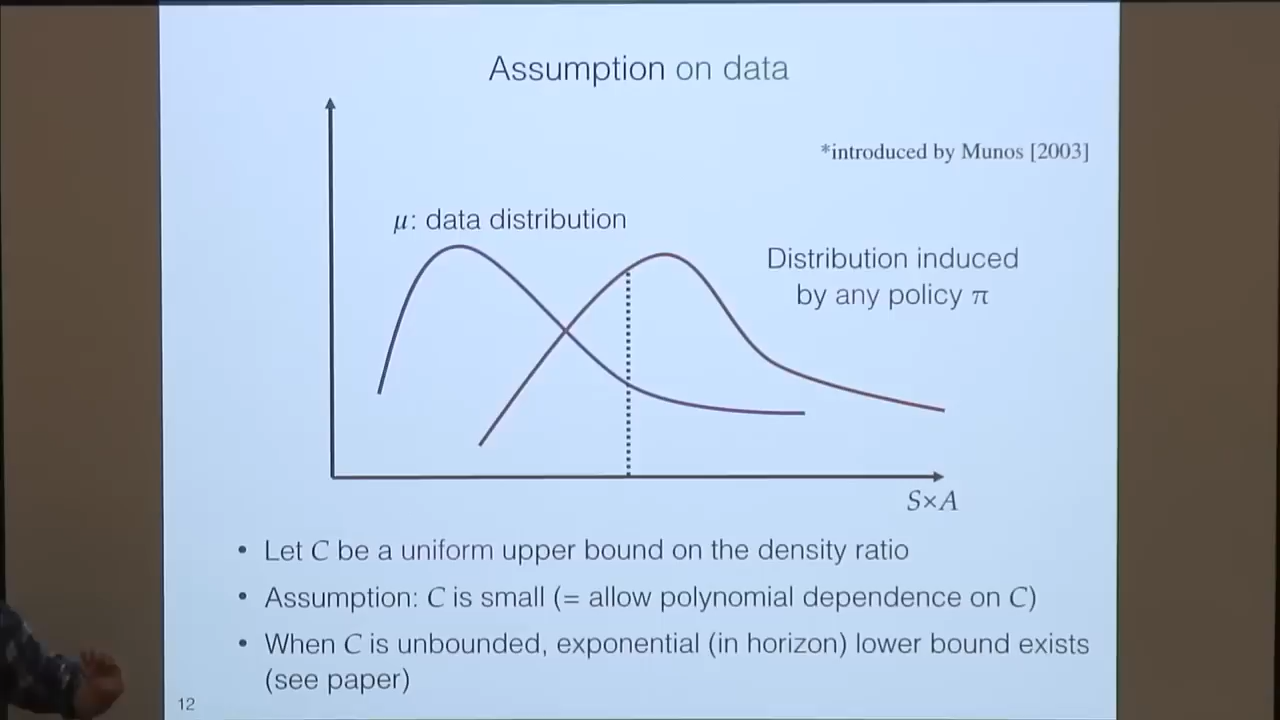 Assumption on data
*introduced by Munos [2003]
μ: data distribution
Distribution induced
by any policy π
S×A
• Let C be a uniform upper bound on the density ratio
• Assumption: C is small (= allow polynomial dependence on C)
• When C is unbounded, exponential (in horizon) lower bound exists
(see paper)
12